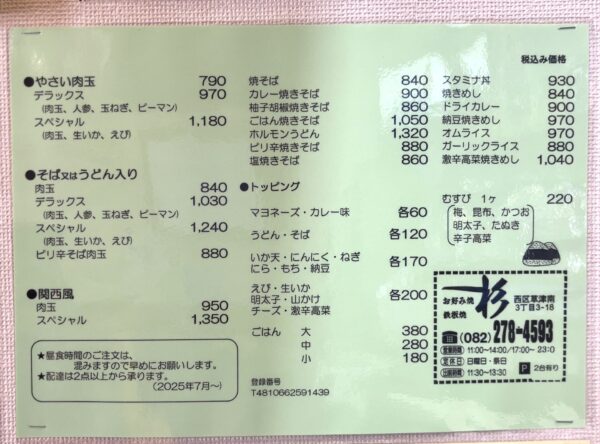 税込み価格
●やさい肉玉 790
デラックス 970
(肉玉、人参、玉ねぎ、ピーマン)
スペシャル 1,180
(肉玉、生いか、えび)
●そば又はうどん入り
肉玉 840
デラックス 1,030
(肉玉、人参、玉ねぎ、ピーマン)
スペシャル 1,240
(肉玉、生いか、えび)
ピリ辛そば肉玉 880
●関西風
肉玉 950
スペシャル 1,350
★昼食時間のご注文は、
混みますので早めにお願いします。
★配達は2点以上から承ります。
(2025年7月〜)
焼そば 840
カレー焼きそば 900
柚子胡椒焼きそば 860
ごはん焼きそば 1,050
ホルモンうどん 1,320
ピリ辛焼きそば 880
塩焼きそば 860
●トッピング
マヨネーズ・カレー味 各60
うどん・そば 各120
いか天・にんにく・ねぎ
にら・もち・納豆 各170
えび・生いか
明太子・山かけ 各200
チーズ・激辛高菜
ごはん 大 380
中 280
小 180
登録番号
T4810662591439
スタミナ丼 930
焼きめし 840
ドライカレー 900
納豆焼きめし 970
オムライス 970
ガーリックライス 880
激辛高菜焼きめし 1,040
むすび 1ヶ 220
梅、昆布、かつお
明太子、たぬき
辛子高菜
お好み焼
鉄板焼
杉
西区草津南
3丁目3-18
(082)278-4593
営業時間 11:00〜14:00/17:00〜23:0
定休日 日曜日・祭日
出前時間 11:30〜13:30
P 2台有り